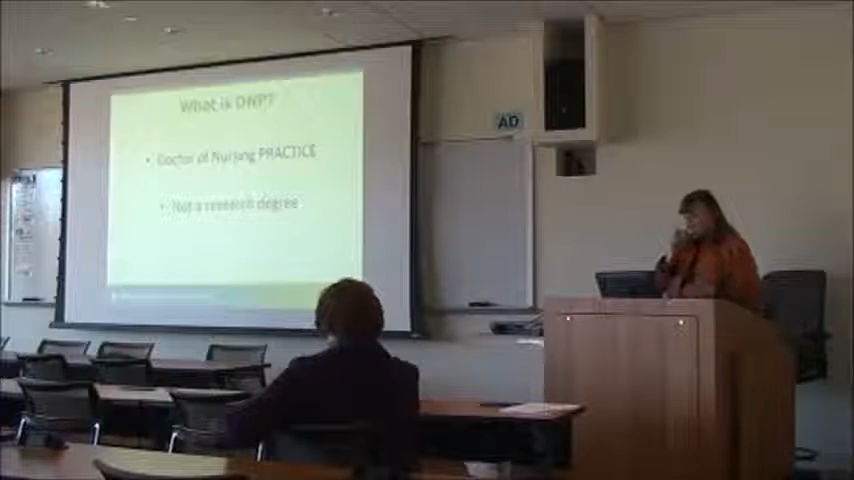 What is DNP?
• Doctor of Nursing PRACTICE
• Not a research degree
AD